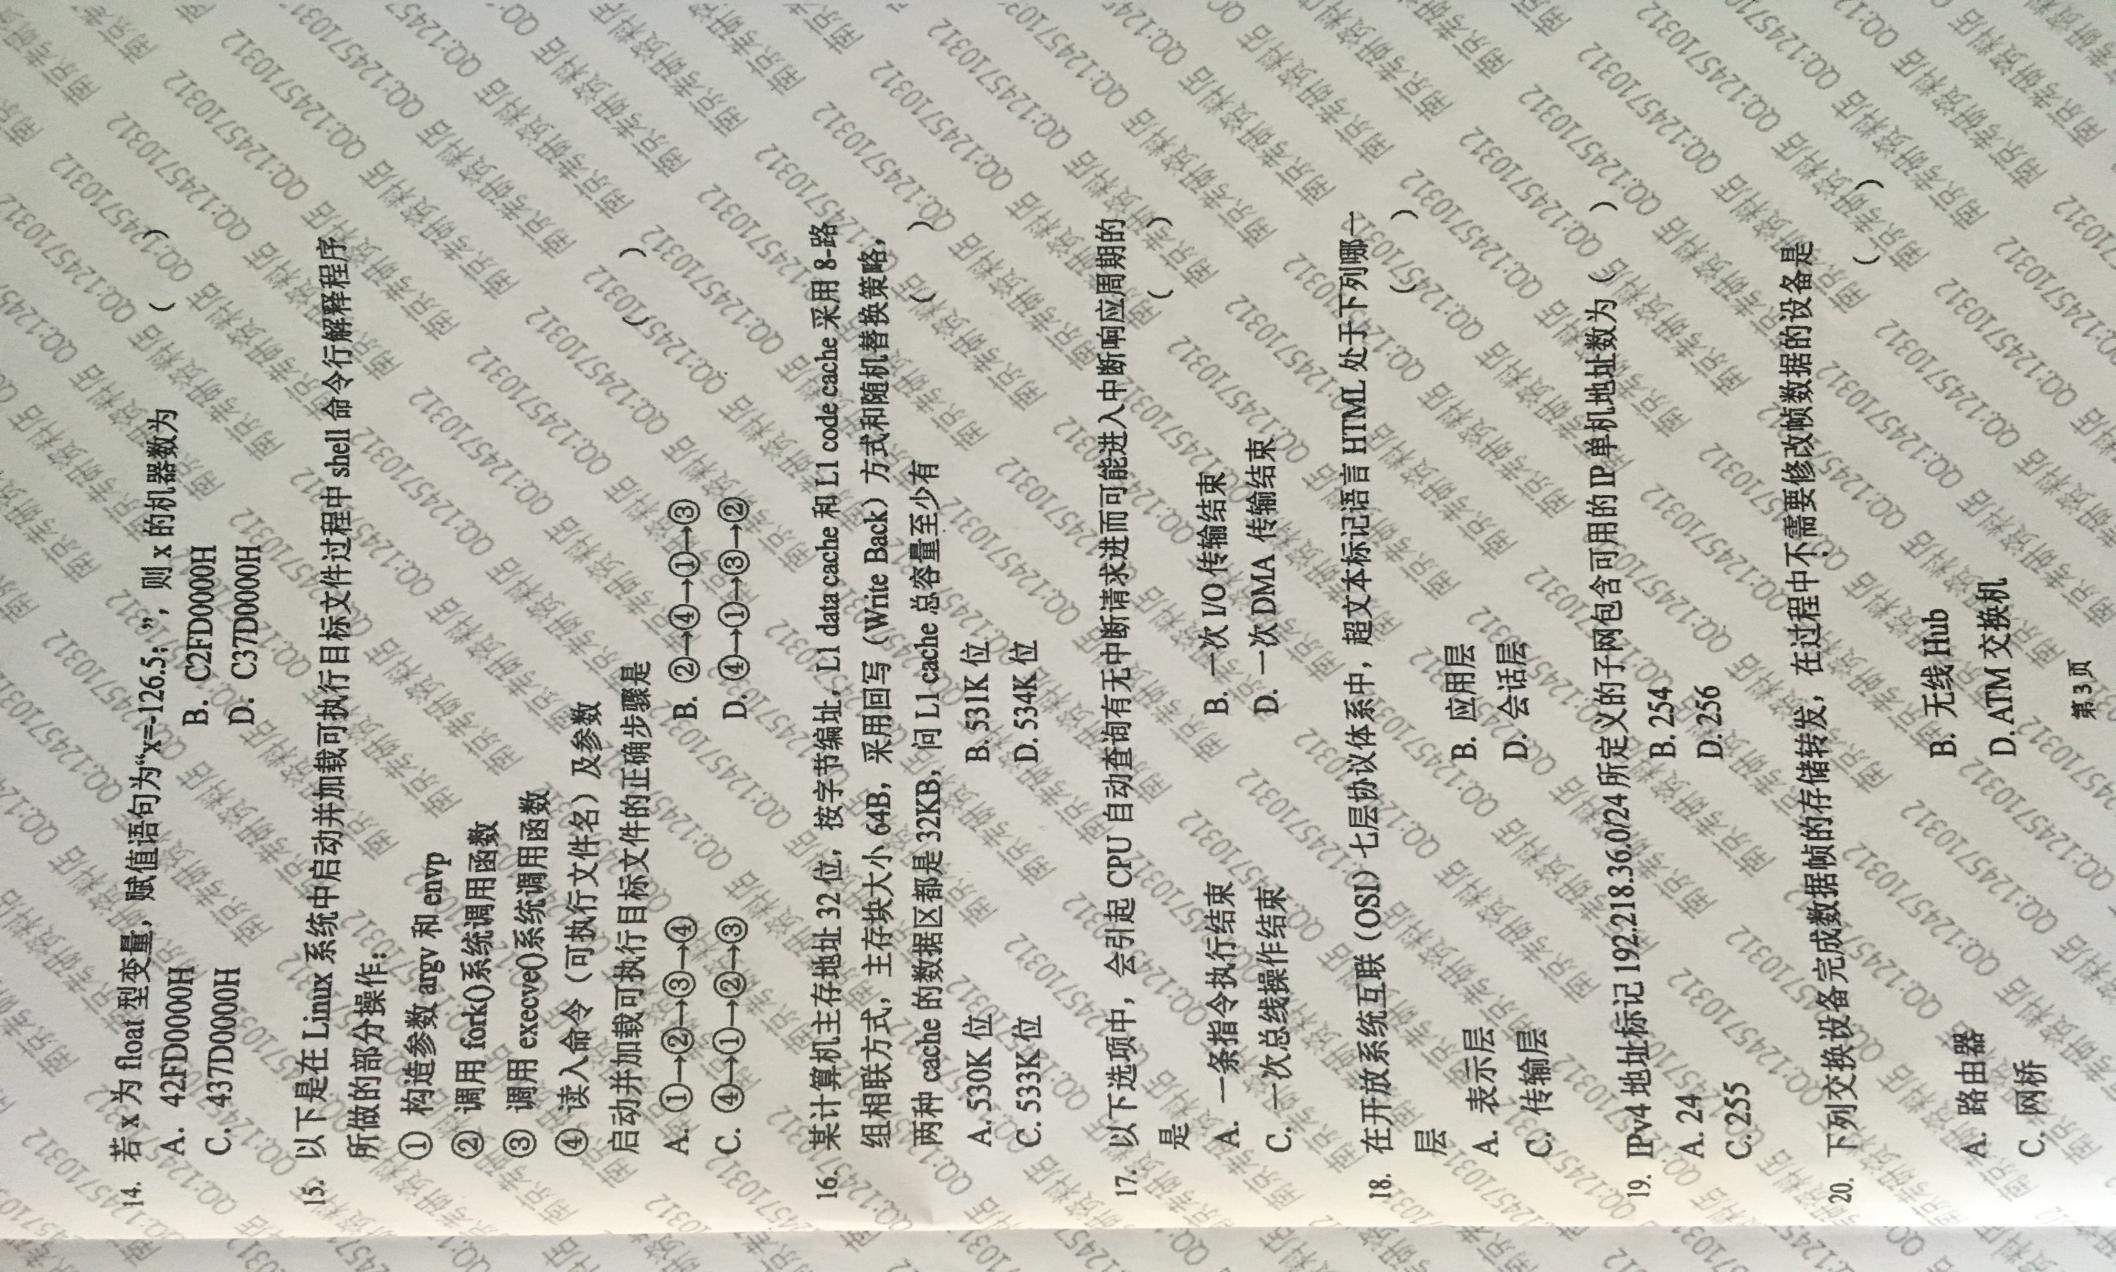 14. 若 x 为 float 型变量，赋值语句为“x=-126.5;”，则 x 的机器数为 （ ）
A. 42FD0000H B. C2FD0000H
C. 437D0000H D. C37D0000H
15. 以下是在 Linux 系统中启动并加载可执行目标文件过程中 shell 命令行解释程序
所做的部分操作：
① 构造参数 argv 和 envp
② 调用 fork()系统调用函数
③ 调用 execve()系统调用函数
④ 读入命令（可执行文件名）及参数
启动并加载可执行目标文件的正确步骤是 （ ）
A. ①→②→③→④ B. ②→④→①→③
C. ④→①→②→③ D. ④→①→③→②
16. 某计算机主存地址 32 位，按字节编址，L1 data cache 和 L1 code cache 采用 8-路
组相联方式，主存块大小 64B，采用回写（Write Back）方式和随机替换策略，
两种 cache 的数据区都是 32KB，问 L1 cache 总容量至少有 （ ）
A. 530K 位 B. 531K 位
C. 533K 位 D. 534K 位
17. 以下选项中，会引起 CPU 自动查询有无中断请求进而可能进入中断响应周期的
是 （ ）
A. 一条指令执行结束 B. 一次 I/O 传输结束
C. 一次总线操作结束 D. 一次 DMA 传输结束
18. 在开放系统互联（OSI）七层协议体系中，超文本标记语言 HTML 处于下列哪一
层 （ ）
A. 表示层 B. 应用层
C. 传输层 D. 会话层
19. IPv4 地址标记 192.218.36.0/24 所定义的子网包含可用的 IP 单机地址数为 （ ）
A. 24 B. 254
C. 255 D. 256
20. 下列交换设备完成数据帧的存储转发，在过程中不需要修改帧数据的设备是
（ ）
A. 路由器 B. 无线 Hub
C. 网桥 D. ATM 交换机
第 3 页
南京考研资料店 QQ:1245710312